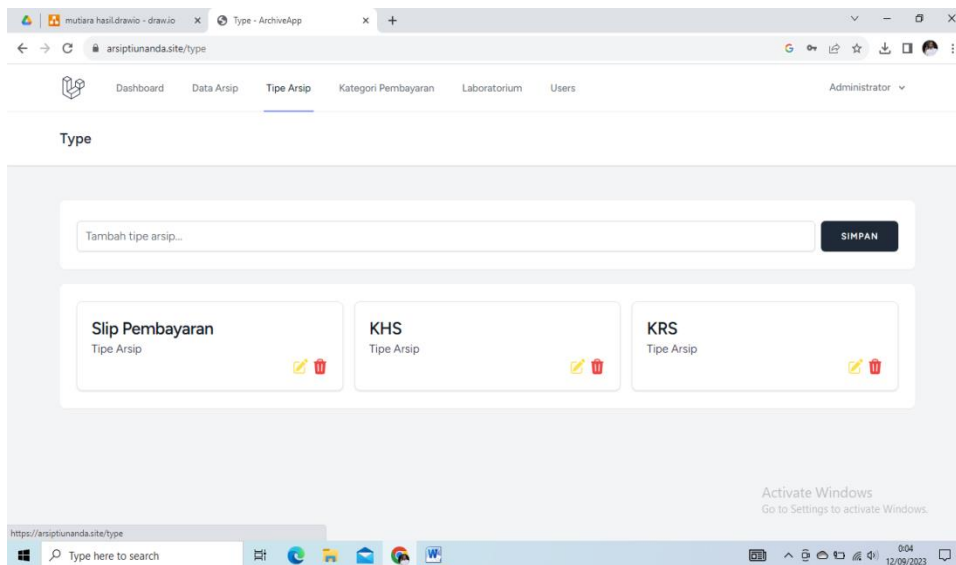 mutiara hasil.drawio - draw.io
Type - ArchiveApp
arsiptiunanda.site/type
Dashboard Data Arsip Tipe Arsip Kategori Pembayaran Laboratorium Users Administrator
Type
Tambah tipe arsip... SIMPAN
Slip Pembayaran KHS KRS
Tipe Arsip Tipe Arsip Tipe Arsip
Activate Windows
Go to Settings to activate Windows.
https://arsiptiunanda.site/type
Type here to search
0:04
12/09/2023